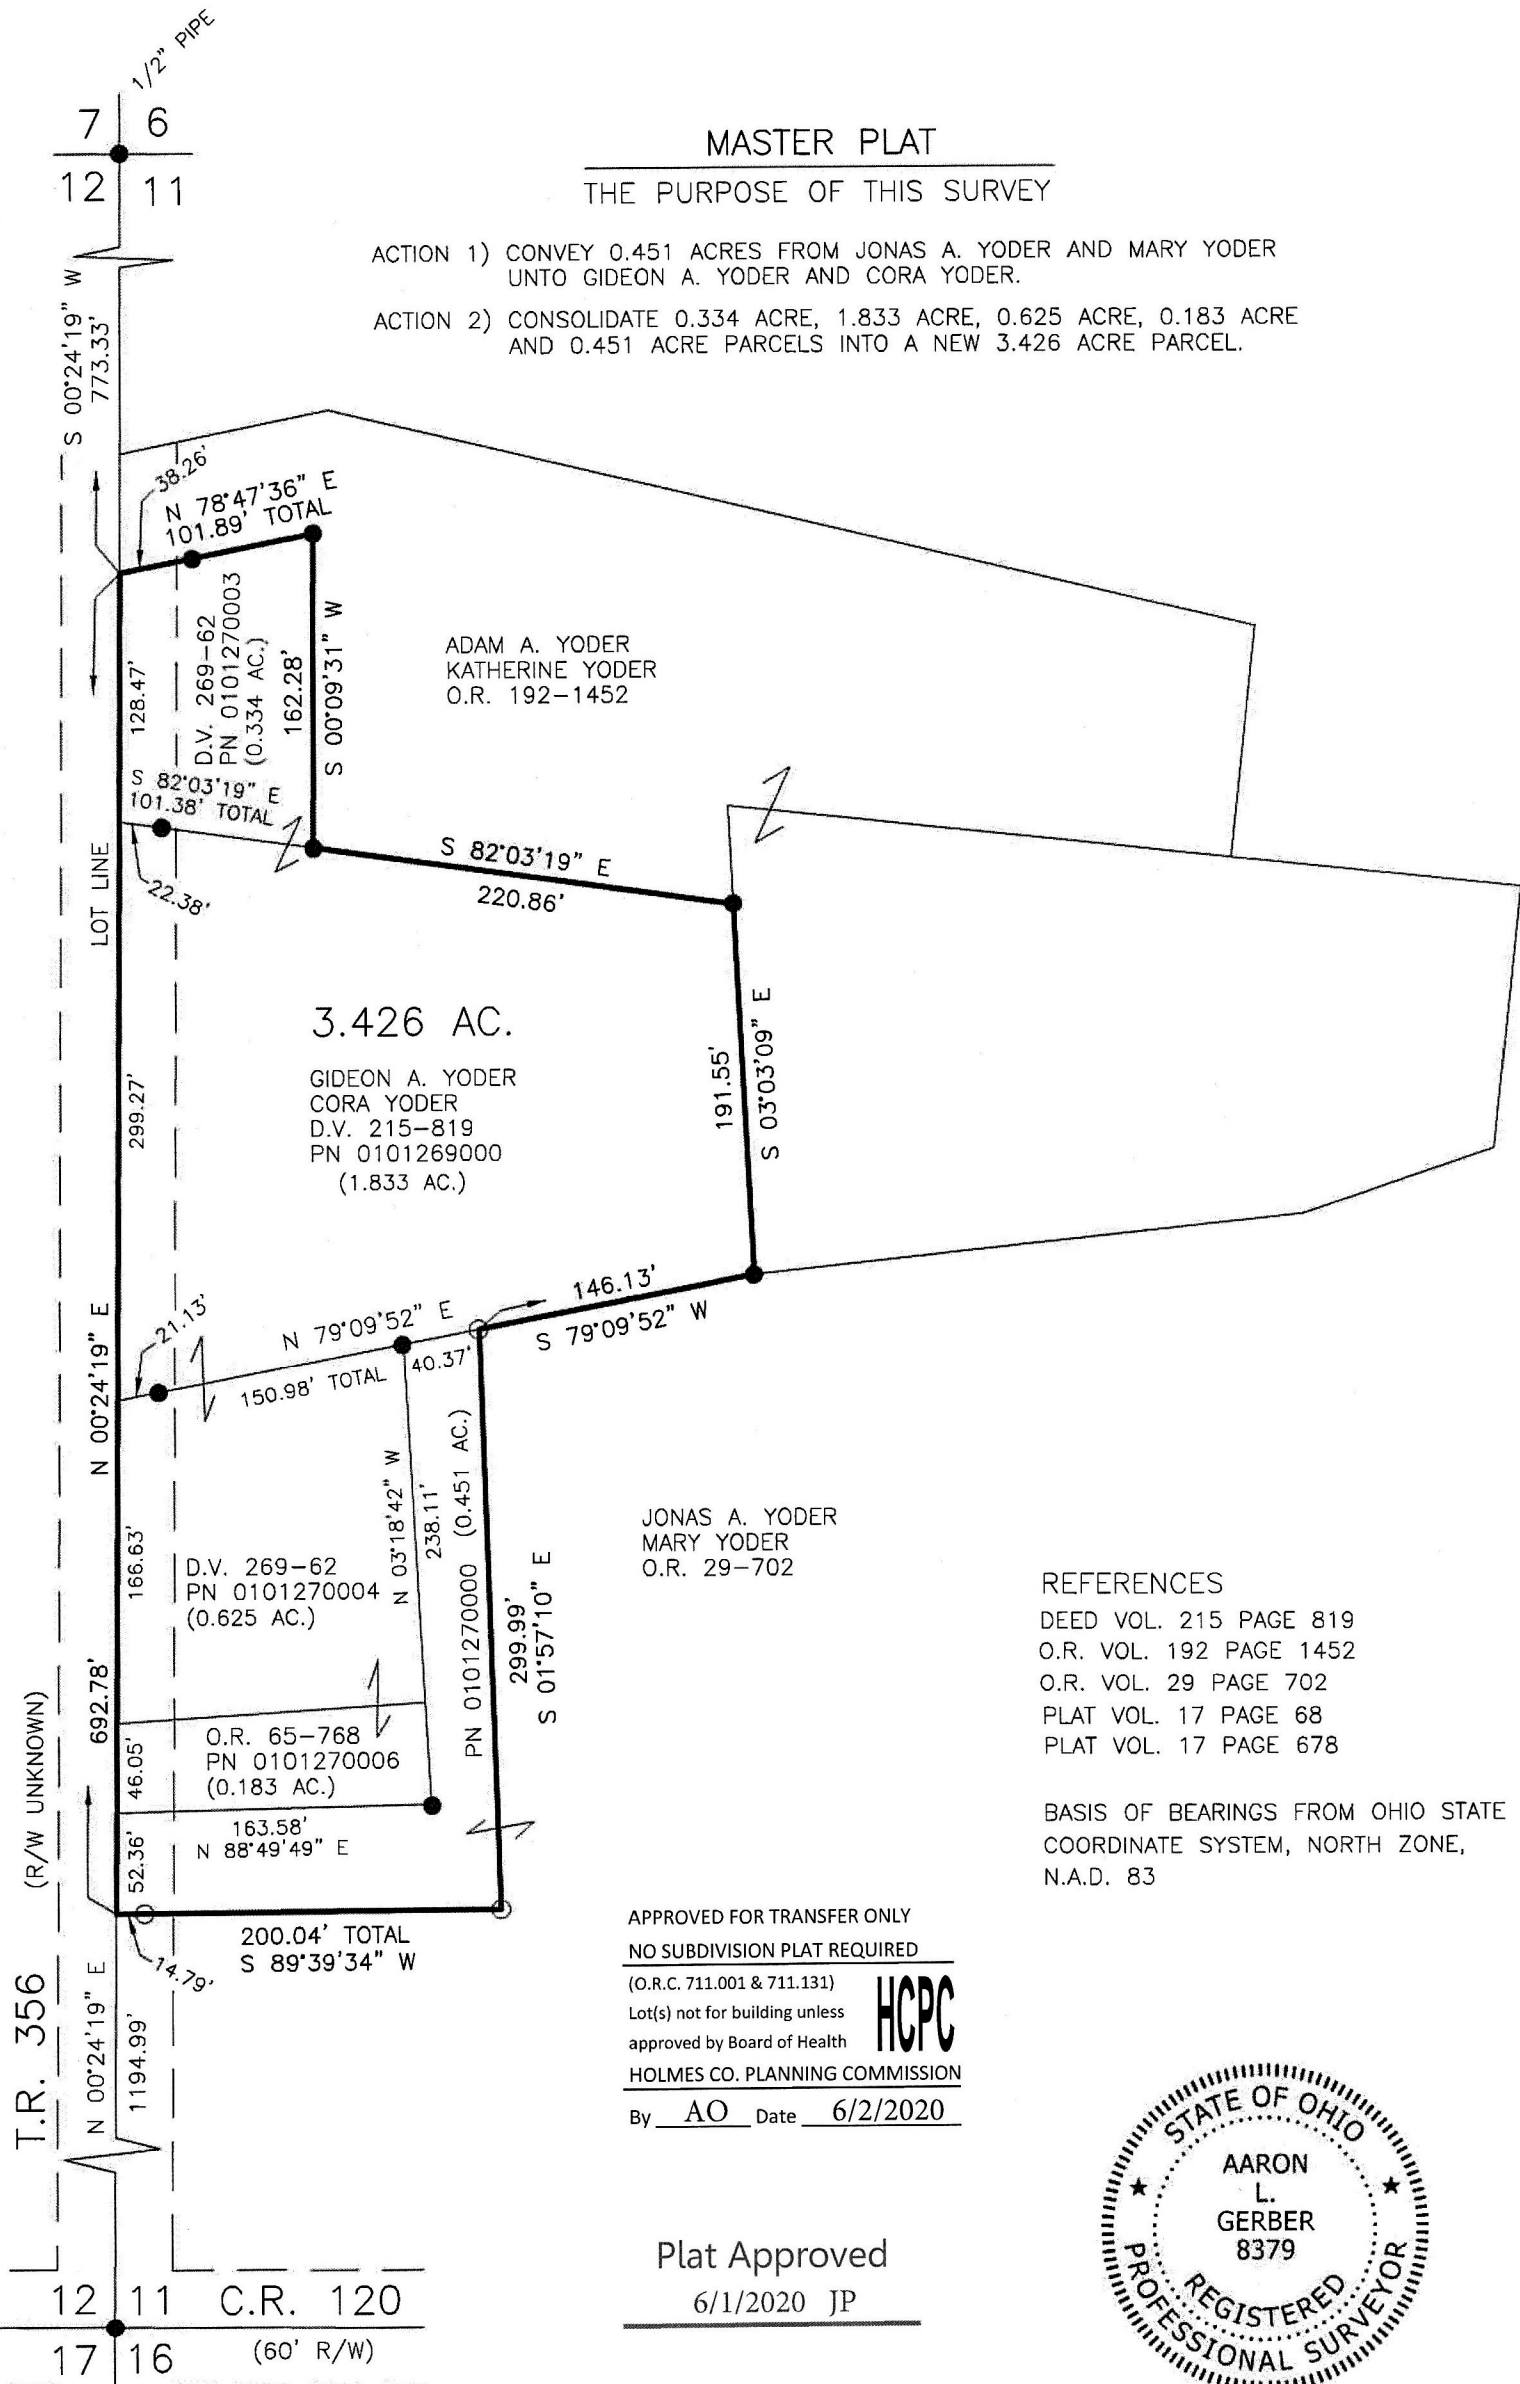 1/2" PIPE
7 6
12 11
MASTER PLAT
THE PURPOSE OF THIS SURVEY
ACTION 1) CONVEY 0.451 ACRES FROM JONAS A. YODER AND MARY YODER
UNTO GIDEON A. YODER AND CORA YODER.
ACTION 2) CONSOLIDATE 0.334 ACRE, 1.833 ACRE, 0.625 ACRE, 0.183 ACRE
AND 0.451 ACRE PARCELS INTO A NEW 3.426 ACRE PARCEL.
S 00°24'19" W
773.33'
38.26'
N 78°47'36" E
101.89' TOTAL
128.47'
D.V. 269-62
PN 0101270003
(0.334 AC.)
162.28'
S 00°09'31" W
ADAM A. YODER
KATHERINE YODER
O.R. 192-1452
S 82°03'19" E
101.38' TOTAL
22.38'
LOT LINE
S 82°03'19" E
220.86'
3.426 AC.
GIDEON A. YODER
CORA YODER
D.V. 215-819
PN 0101269000
(1.833 AC.)
299.27'
191.55'
S 03°03'09" E
146.13'
S 79°09'52" W
N 79°09'52" E
150.98' TOTAL
40.37'
21.13'
N 00°24'19" E
692.78'
166.63'
D.V. 269-62
PN 0101270004
(0.625 AC.)
N 03°18'42" W
238.11'
PN 0101270000 (0.451 AC.)
299.99'
S 01°57'10" E
JONAS A. YODER
MARY YODER
O.R. 29-702
REFERENCES
DEED VOL. 215 PAGE 819
O.R. VOL. 192 PAGE 1452
O.R. VOL. 29 PAGE 702
PLAT VOL. 17 PAGE 68
PLAT VOL. 17 PAGE 678
BASIS OF BEARINGS FROM OHIO STATE
COORDINATE SYSTEM, NORTH ZONE,
N.A.D. 83
46.05'
O.R. 65-768
PN 0101270006
(0.183 AC.)
163.58'
N 88°49'49" E
52.36'
200.04' TOTAL
S 89°39'34" W
14.79'
T.R. 356 (R/W UNKNOWN)
N 00°24'19" E
1194.99'
APPROVED FOR TRANSFER ONLY
NO SUBDIVISION PLAT REQUIRED
(O.R.C. 711.001 & 711.131)
Lot(s) not for building unless
approved by Board of Health
HCPC
HOLMES CO. PLANNING COMMISSION
By AO Date 6/2/2020
Plat Approved
6/1/2020 JP
STATE OF OHIO
AARON
L.
GERBER
8379
REGISTERED
PROFESSIONAL SURVEYOR
12 11 C.R. 120
17 16 (60' R/W)